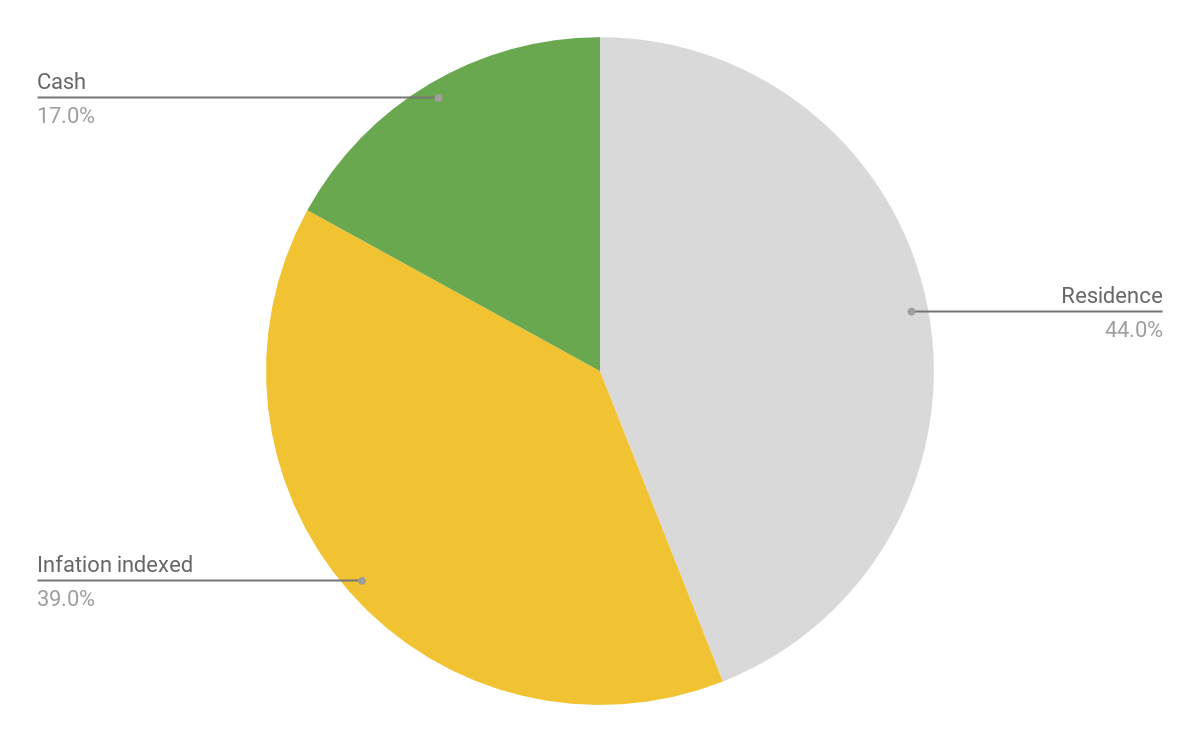 Cash
17.0%
Residence
44.0%
Infation indexed
39.0%